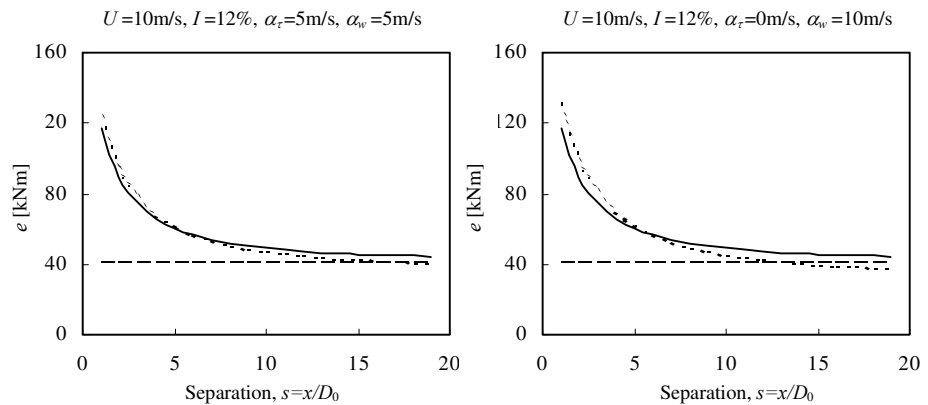 U =10m/s, I =12%, ατ=5m/s, αw=5m/s
160
20
80
40
0
e [kNm]
0 5 10 15 20
Separation, s=x/D0
U =10m/s, I =12%, ατ=0m/s, αw=10m/s
160
120
80
40
0
e [kNm]
0 5 10 15 20
Separation, s=x/D0